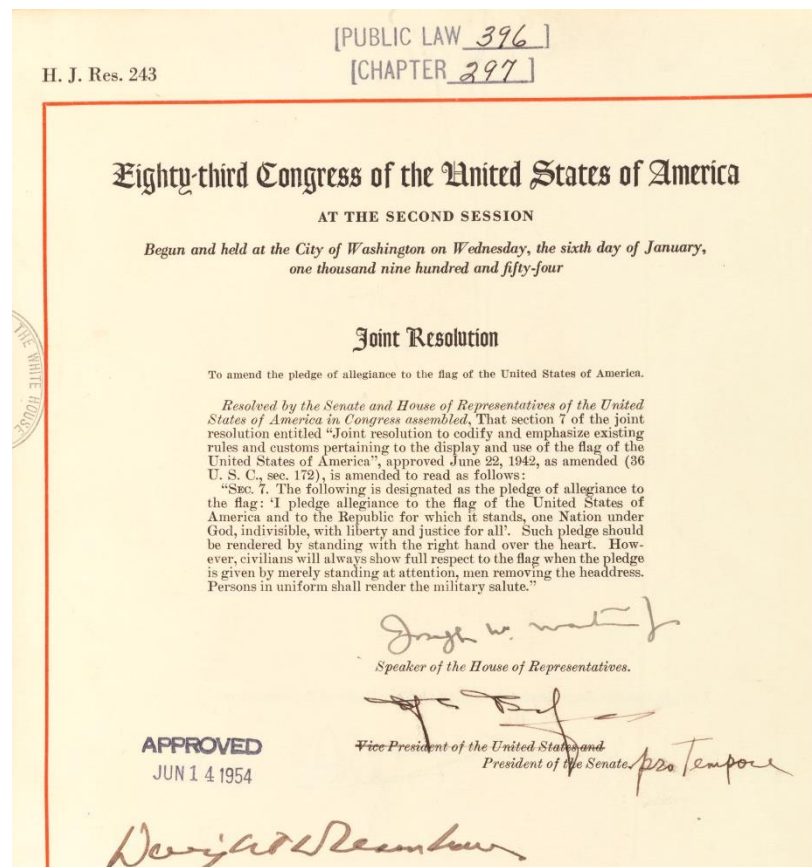 [PUBLIC LAW 396]
H. J. Res. 243
[CHAPTER 297]
Eighty-third Congress of the United States of America
AT THE SECOND SESSION
Begun and held at the City of Washington on Wednesday, the sixth day of January,
one thousand nine hundred and fifty-four
THE WHITE HOUSE
Joint Resolution
To amend the pledge of allegiance to the flag of the United States of America.
Resolved by the Senate and House of Representatives of the United
States of America in Congress assembled, That section 7 of the joint
resolution entitled “Joint resolution to codify and emphasize existing
rules and customs pertaining to the display and use of the flag of the
United States of America”, approved June 22, 1942, as amended (36
U. S. C., sec. 172), is amended to read as follows:
“SEC. 7. The following is designated as the pledge of allegiance to
the flag: ‘I pledge allegiance to the flag of the United States of
America and to the Republic for which it stands, one Nation under
God, indivisible, with liberty and justice for all’. Such pledge should
be rendered by standing with the right hand over the heart. How-
ever, civilians will always show full respect to the flag when the pledge
is given by merely standing at attention, men removing the headdress.
Persons in uniform shall render the military salute.”
Joseph W. Martin Jr
Speaker of the House of Representatives.
Vice President of the United States and
President of the Senate pro Tempore
APPROVED
JUN 14 1954
Dwight D Eisenhower